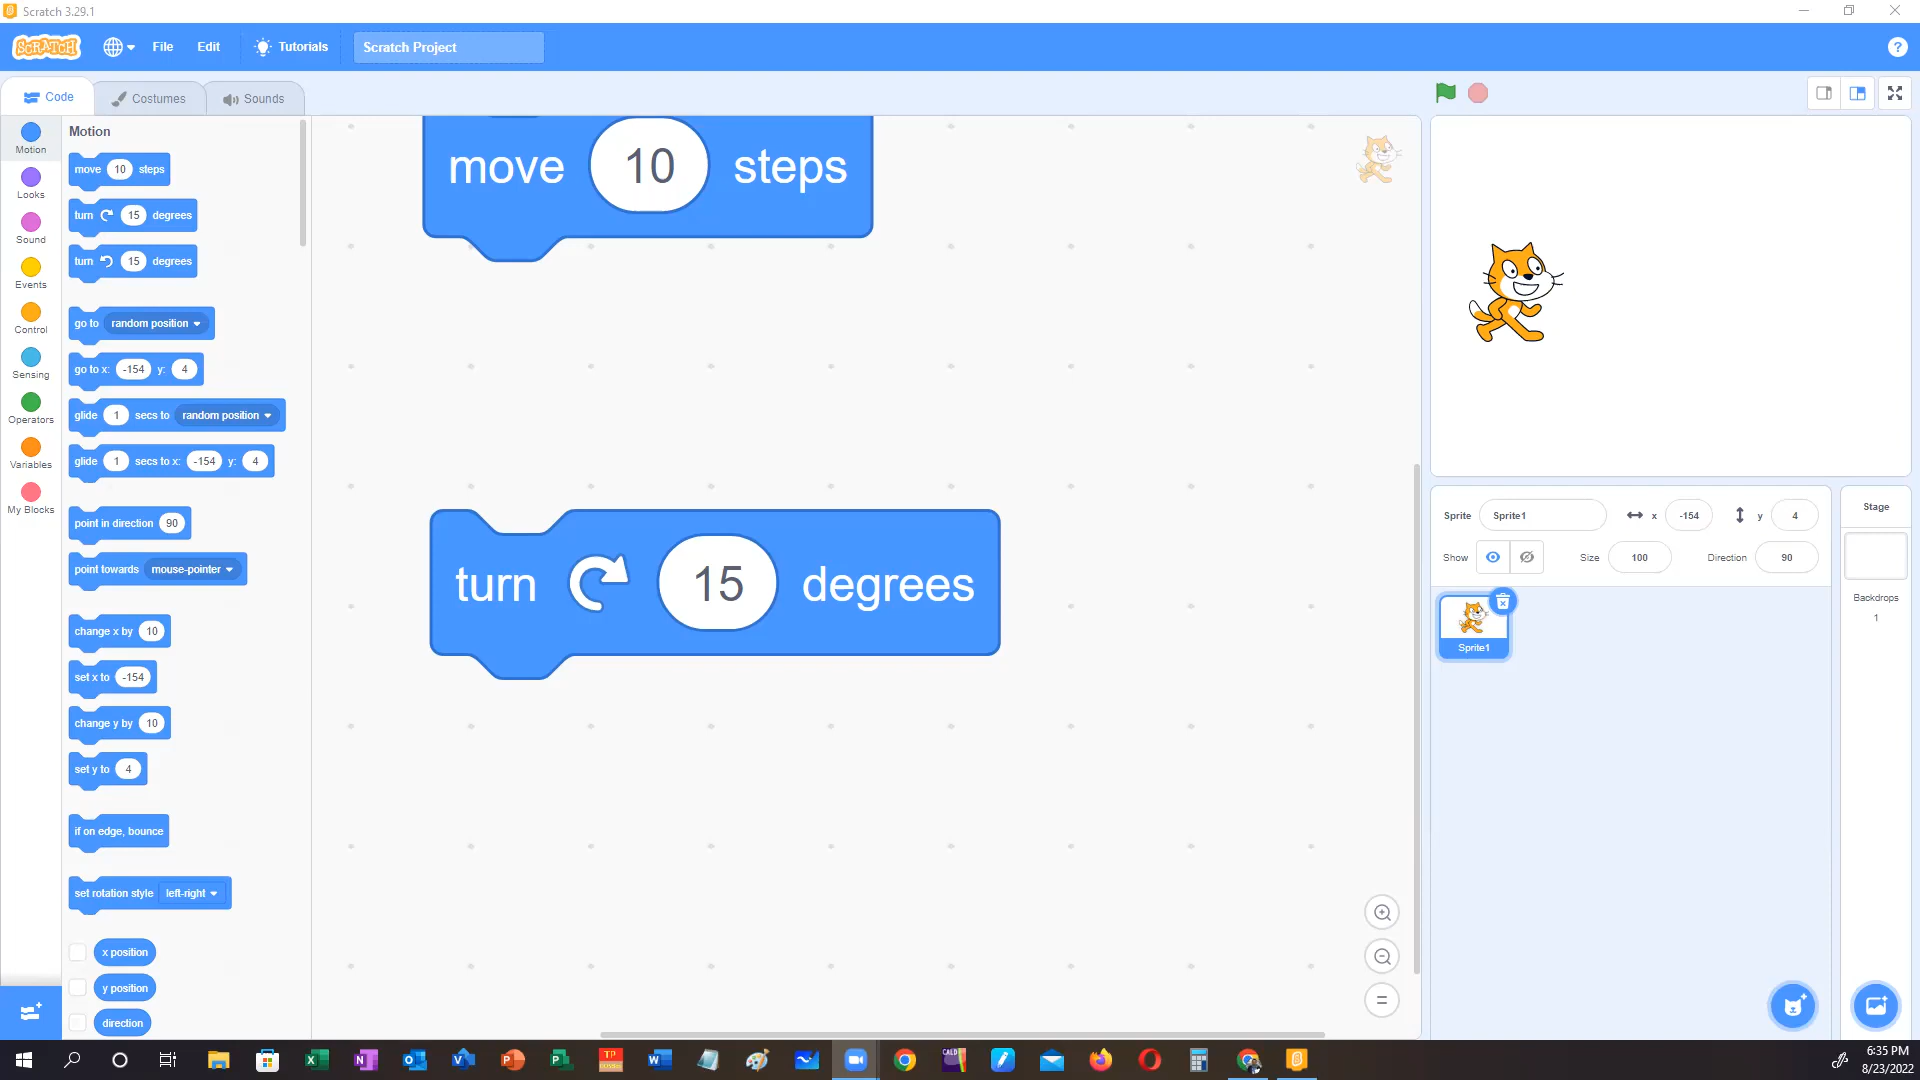 Scratch 3.29.1
SCRATCH File Edit Tutorials Scratch Project ?
Code Costumes Sounds
Motion
Looks
Sound
Events
Control
Sensing
Operators
Variables
My Blocks
Motion
move 10 steps
turn 15 degrees
turn 15 degrees
go to random position
go to x: -154 y: 4
glide 1 secs to random position
glide 1 secs to x: -154 y: 4
point in direction 90
point towards mouse-pointer
change x by 10
set x to -154
change y by 10
set y to 4
if on edge, bounce
set rotation style left-right
x position
y position
direction
move 10 steps
turn 15 degrees
Sprite Sprite1 x -154 y 4
Show Size 100 Direction 90
Sprite1
Stage
Backdrops
1
6:35 PM
8/23/2022